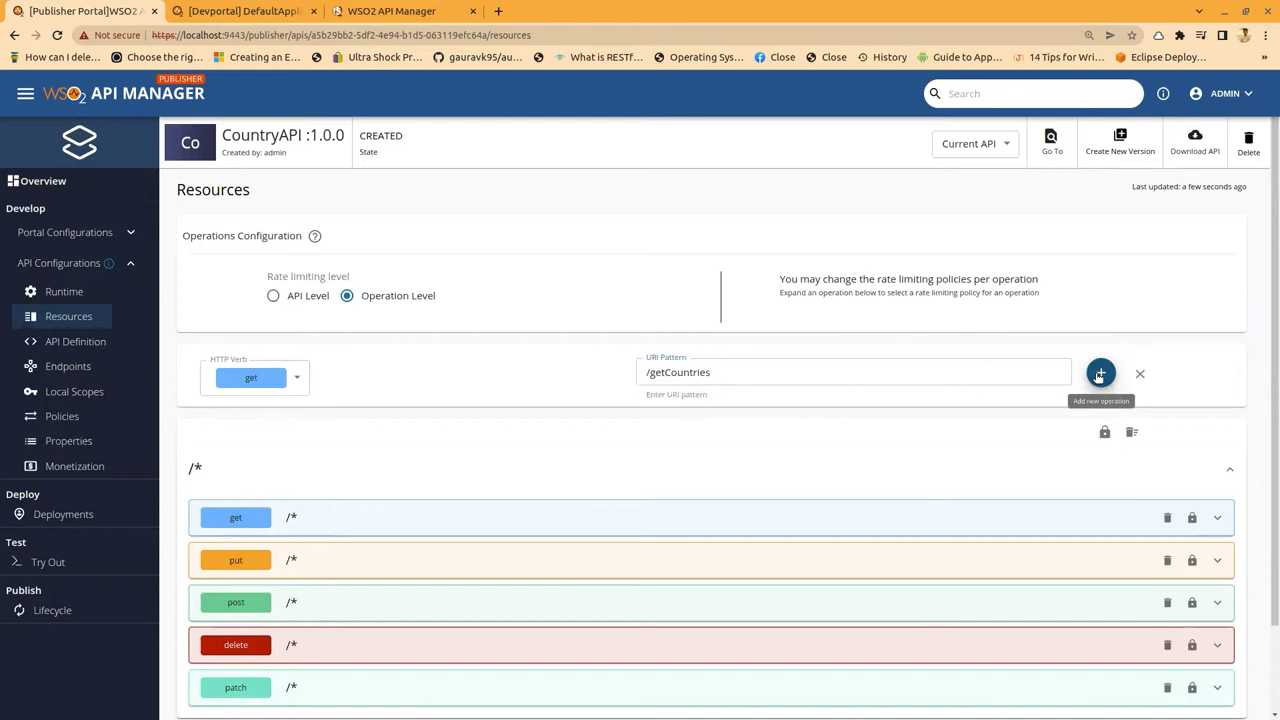 [Publisher Portal]WSO2 A
[Devportal] DefaultAppl
WSO2 API Manager
Not secure
https://localhost:9443/publisher/apis/a5b29bb2-5df2-4e94-b1d5-063119efc64a/resources
How can I dele...
Choose the rig...
Creating an E...
Ultra Shock Pr...
gauravk95/au...
What is RESTf...
Operating Sys...
Close
Close
History
Guide to App...
14 Tips for Wri...
Eclipse Deploy...
»
PUBLISHER
WSO2 API MANAGER
Search
ADMIN
Co
CountryAPI :1.0.0
Created by: admin
CREATED
State
Current API
Go To
Create New Version
Download API
Delete
Overview
Develop
Portal Configurations
API Configurations
Runtime
Resources
API Definition
Endpoints
Local Scopes
Policies
Properties
Monetization
Deploy
Deployments
Test
Try Out
Publish
Lifecycle
Resources
Last updated: a few seconds ago
Operations Configuration
Rate limiting level
API Level
Operation Level
You may change the rate limiting policies per operation
Expand an operation below to select a rate limiting policy for an operation
HTTP Verb
get
URI Pattern
/getCountries
Enter URI pattern
Add new operation
/*
get /*
put /*
post /*
delete /*
patch /*